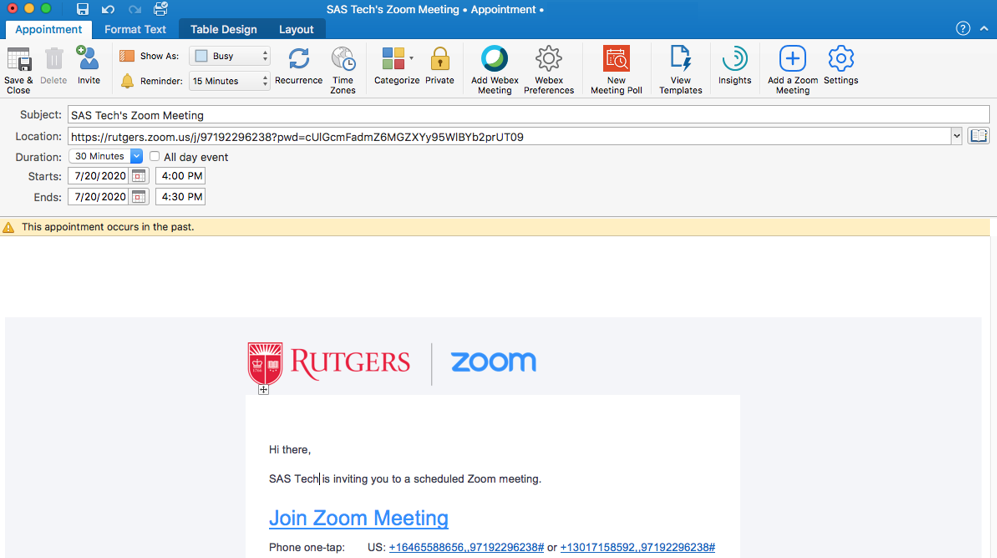 SAS Tech's Zoom Meeting • Appointment •
Appointment Format Text Table Design Layout
Save & Close Delete Invite Show As: Busy Reminder: 15 Minutes Recurrence Time Zones Categorize Private Add Webex Meeting Webex Preferences New Meeting Poll View Templates Insights Add a Zoom Meeting Settings
Subject: SAS Tech's Zoom Meeting
Location: https://rutgers.zoom.us/j/97192296238?pwd=cUlGcmFadmZ6MGZXYy95WlBYb2prUT09
Duration: 30 Minutes All day event
Starts: 7/20/2020 4:00 PM
Ends: 7/20/2020 4:30 PM
This appointment occurs in the past.
RUTGERS zoom
Hi there,
SAS Tech is inviting you to a scheduled Zoom meeting.
Join Zoom Meeting
Phone one-tap: US: +16465588656,,97192296238# or +13017158592,,97192296238#